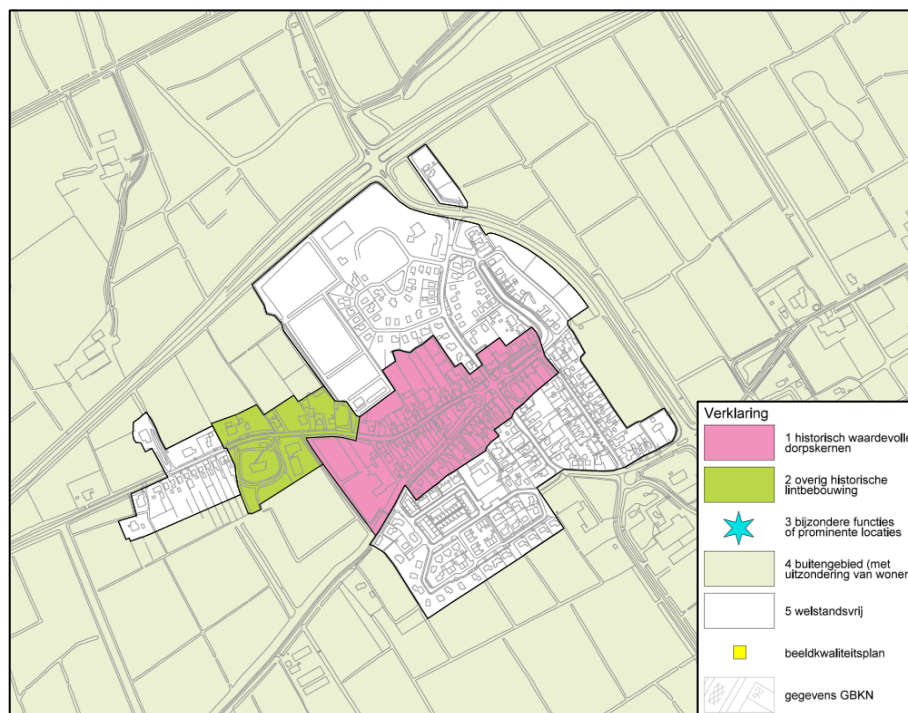 Verklaring
1 historisch waardevolle
dorpskernen
2 overig historische
lintbebouwing
3 bijzondere functies
of prominente locaties
4 buitengebied (met
uitzondering van wonen
5 welstandsvrij
beeldkwaliteitsplan
gegevens GBKN